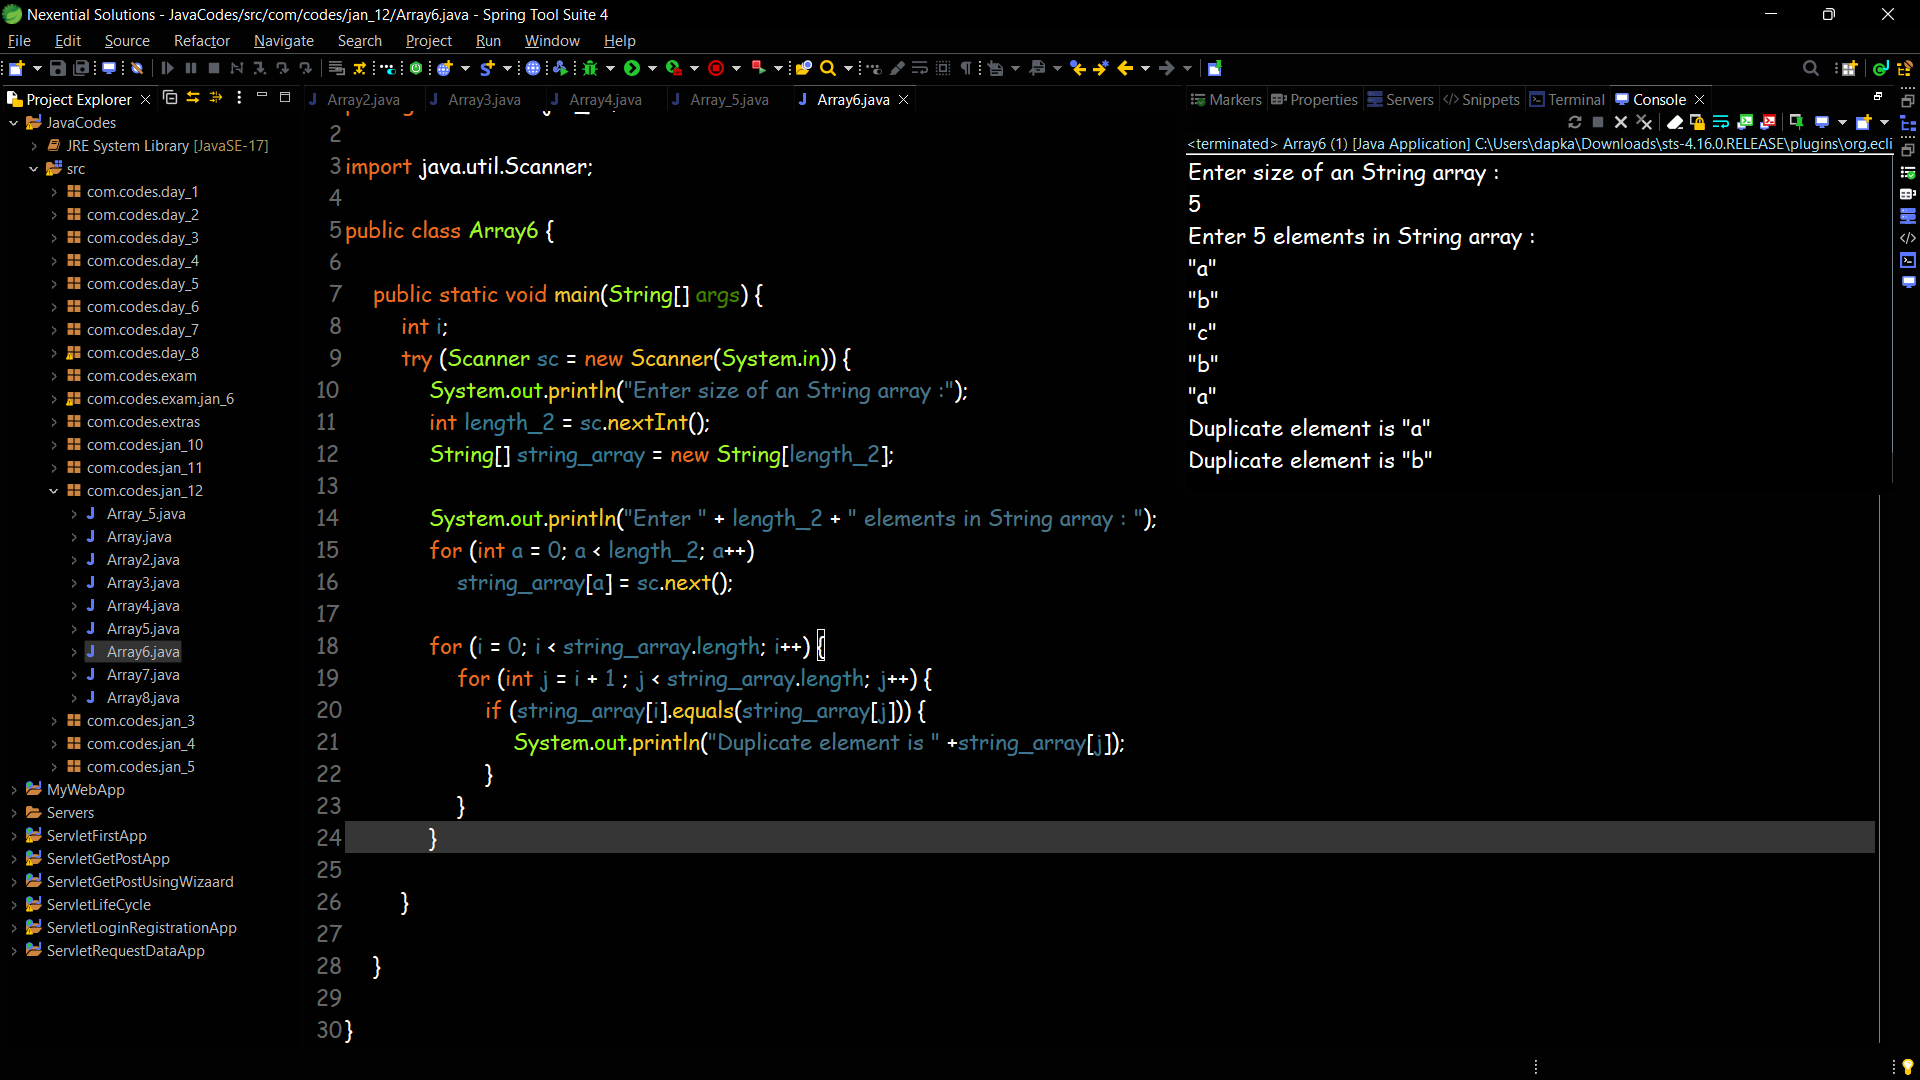 Nexential Solutions - JavaCodes/src/com/codes/jan_12/Array6.java - Spring Tool Suite 4
File Edit Source Refactor Navigate Search Project Run Window Help
Project Explorer
JavaCodes
JRE System Library [JavaSE-17]
src
com.codes.day_1
com.codes.day_2
com.codes.day_3
com.codes.day_4
com.codes.day_5
com.codes.day_6
com.codes.day_7
com.codes.day_8
com.codes.exam
com.codes.exam.jan_6
com.codes.extras
com.codes.jan_10
com.codes.jan_11
com.codes.jan_12
Array_5.java
Array.java
Array2.java
Array3.java
Array4.java
Array5.java
Array6.java
Array7.java
Array8.java
com.codes.jan_3
com.codes.jan_4
com.codes.jan_5
MyWebApp
Servers
ServletFirstApp
ServletGetPostApp
ServletGetPostUsingWizaard
ServletLifeCycle
ServletLoginRegistrationApp
ServletRequestDataApp
Array2.java Array3.java Array4.java Array_5.java Array6.java
2
3 import java.util.Scanner;
4
5 public class Array6 {
6
7 public static void main(String[] args) {
8 int i;
9 try (Scanner sc = new Scanner(System.in)) {
10 System.out.println("Enter size of an String array :");
11 int length_2 = sc.nextInt();
12 String[] string_array = new String[length_2];
13
14 System.out.println("Enter " + length_2 + " elements in String array : ");
15 for (int a = 0; a < length_2; a++)
16 string_array[a] = sc.next();
17
18 for (i = 0; i < string_array.length; i++) {
19 for (int j = i + 1 ; j < string_array.length; j++) {
20 if (string_array[i].equals(string_array[j])) {
21 System.out.println("Duplicate element is " +string_array[j]);
22 }
23 }
24 }
25
26 }
27
28 }
29
30 }
Markers Properties Servers Snippets Terminal Console
<terminated> Array6 (1) [Java Application] C:\Users\dapka\Downloads\sts-4.16.0.RELEASE\plugins\org.ecli
Enter size of an String array :
5
Enter 5 elements in String array :
"a"
"b"
"c"
"b"
"a"
Duplicate element is "a"
Duplicate element is "b"